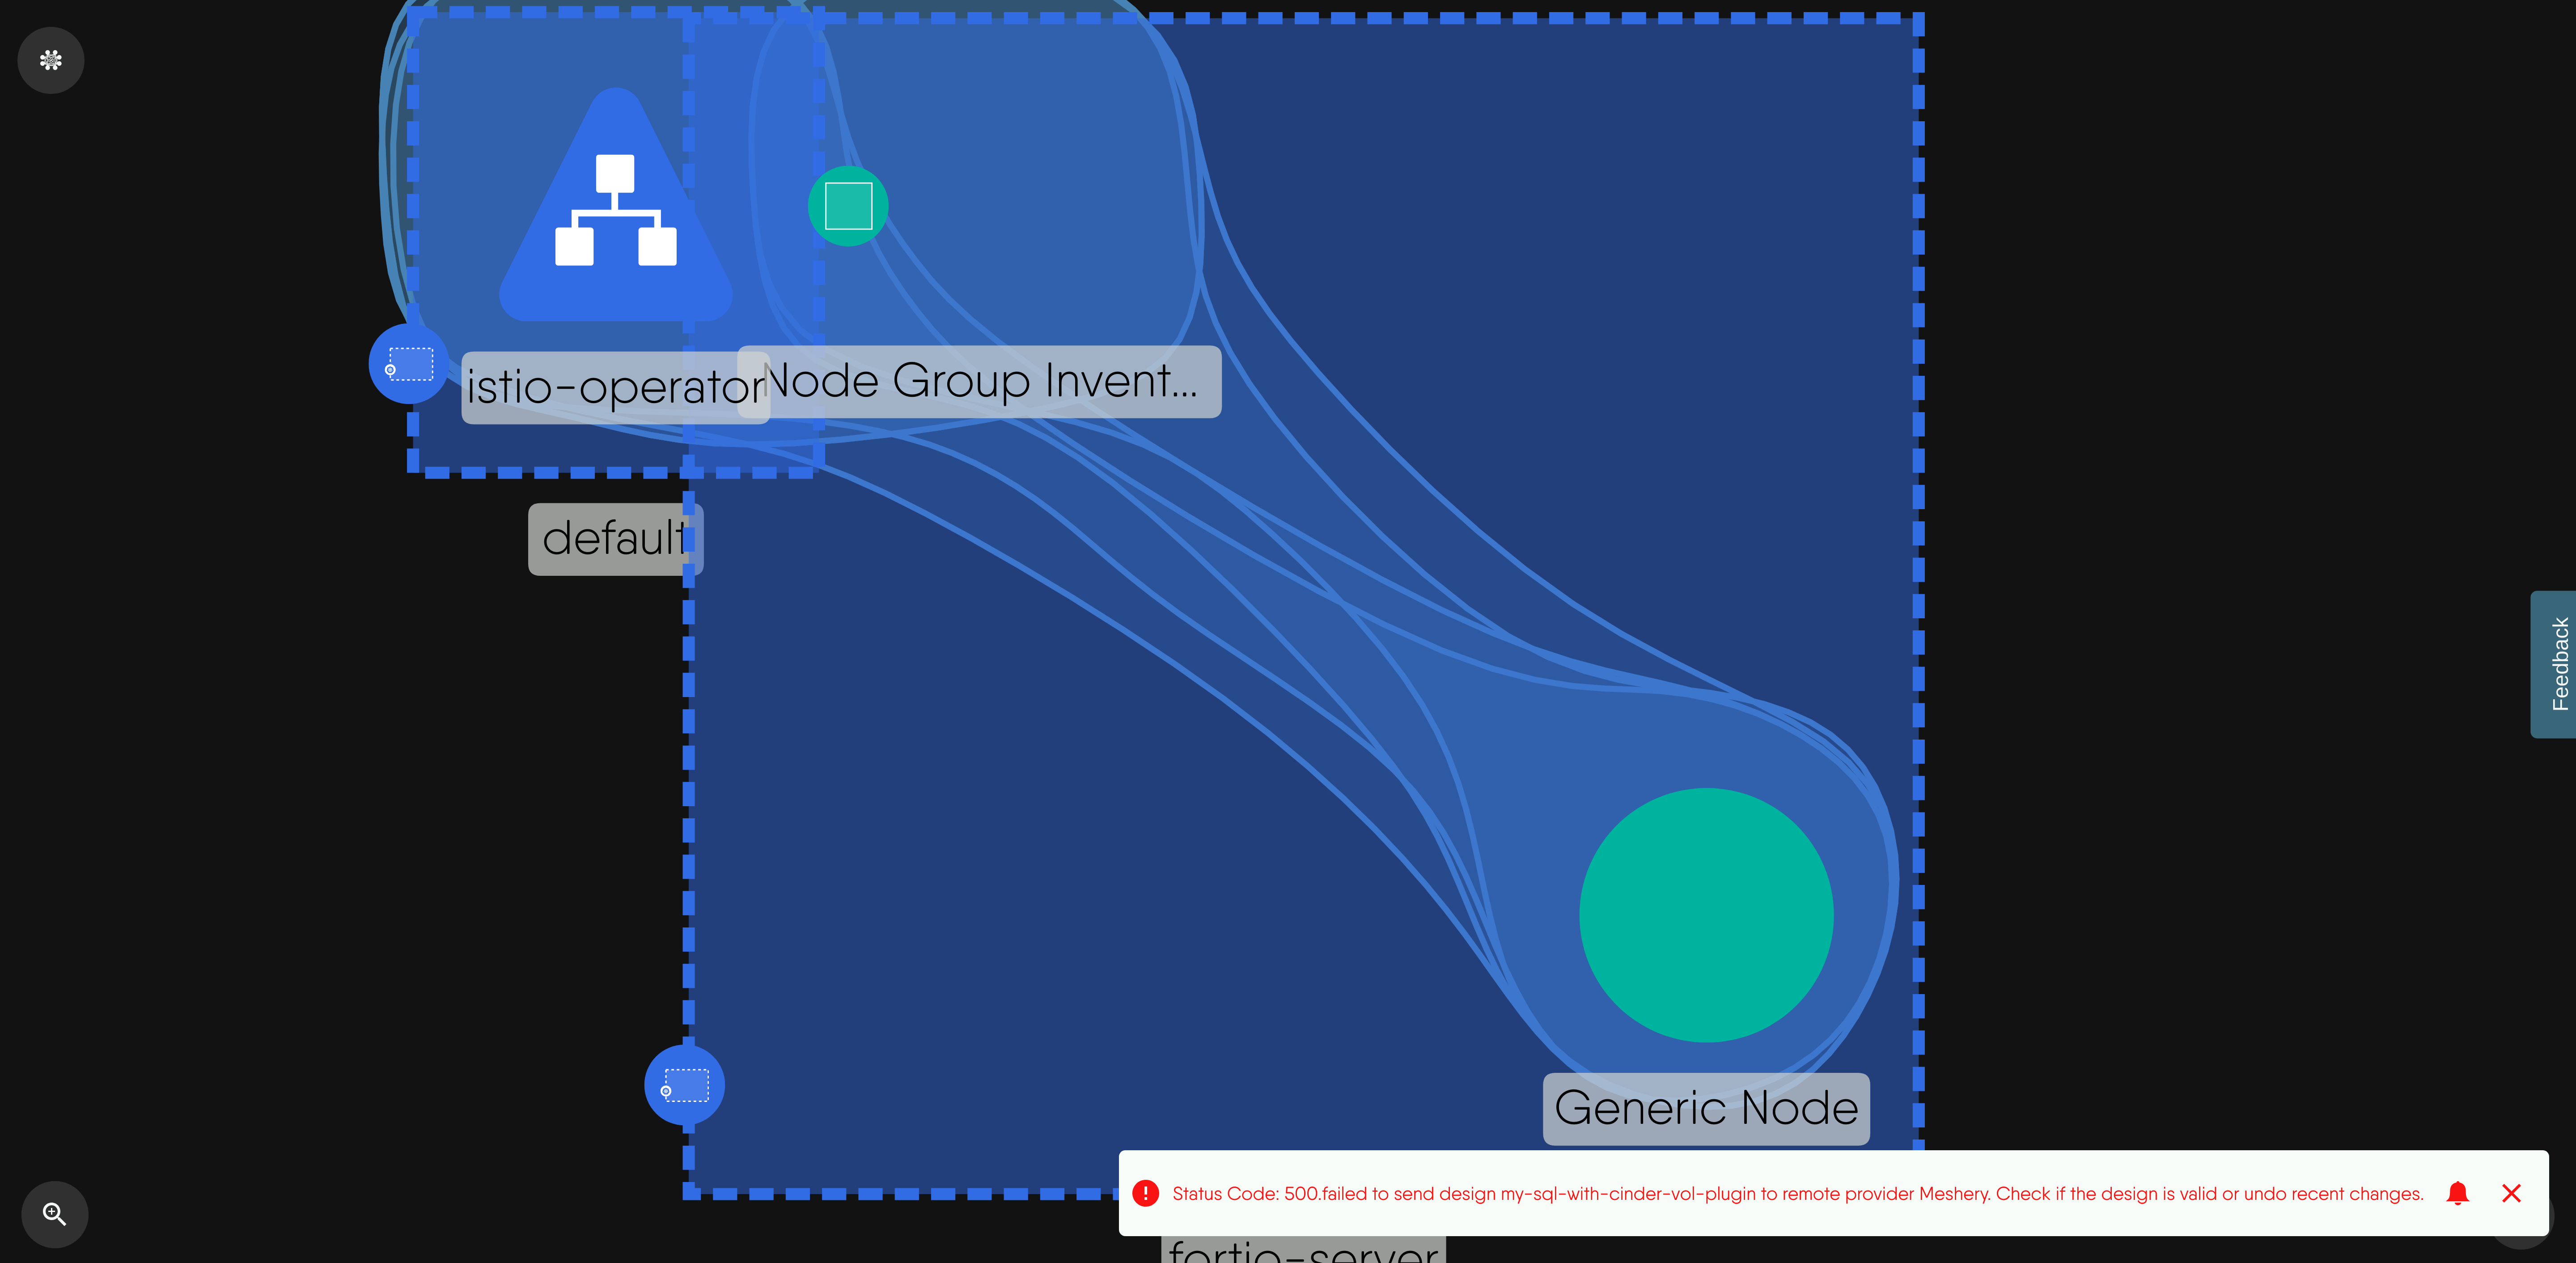 istio-operator
Node Group Invent...
default
Feedback
Generic Node
Status Code: 500.failed to send design my-sql-with-cinder-vol-plugin to remote provider Meshery. Check if the design is valid or undo recent changes.
fortio-server